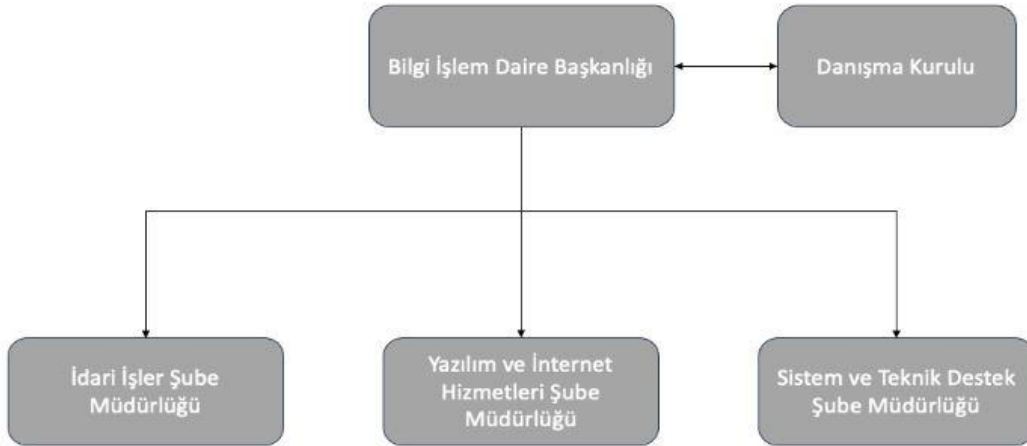 Bilgi İşlem Daire Başkanlığı
Danışma Kurulu
İdari İşler Şube
Müdürlüğü
Yazılım ve İnternet
Hizmetleri Şube
Müdürlüğü
Sistem ve Teknik Destek
Şube Müdürlüğü